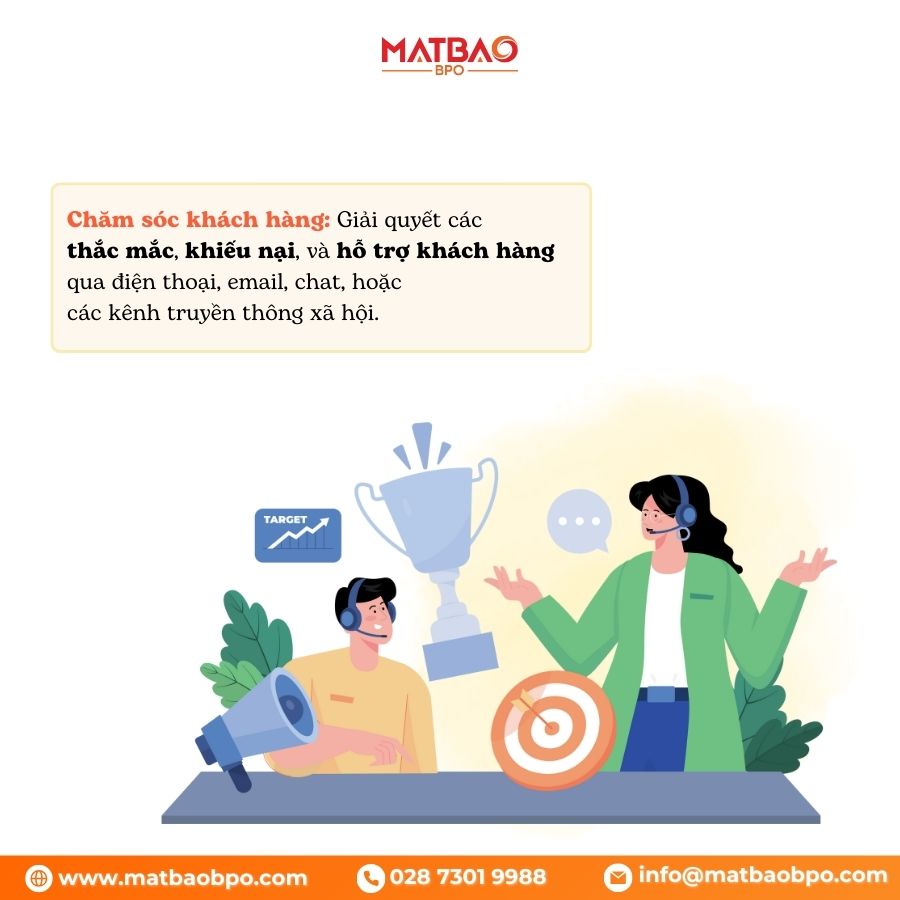 MATBAO
BPO
Chăm sóc khách hàng: Giải quyết các
thắc mắc, khiếu nại, và hỗ trợ khách hàng
qua điện thoại, email, chat, hoặc
các kênh truyền thông xã hội.
TARGET
www.matbaobpo.com
028 7301 9988
info@matbaobpo.com